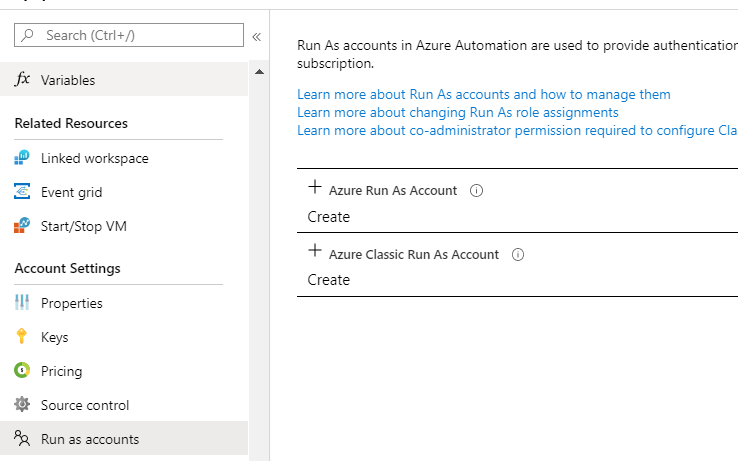 Search (Ctrl+/)
«
fx Variables
Related Resources
Linked workspace
Event grid
Start/Stop VM
Account Settings
Properties
Keys
Pricing
Source control
Run as accounts
Run As accounts in Azure Automation are used to provide authentication
subscription.
Learn more about Run As accounts and how to manage them
Learn more about changing Run As role assignments
Learn more about co-administrator permission required to configure Cla
+ Azure Run As Account
Create
+ Azure Classic Run As Account
Create